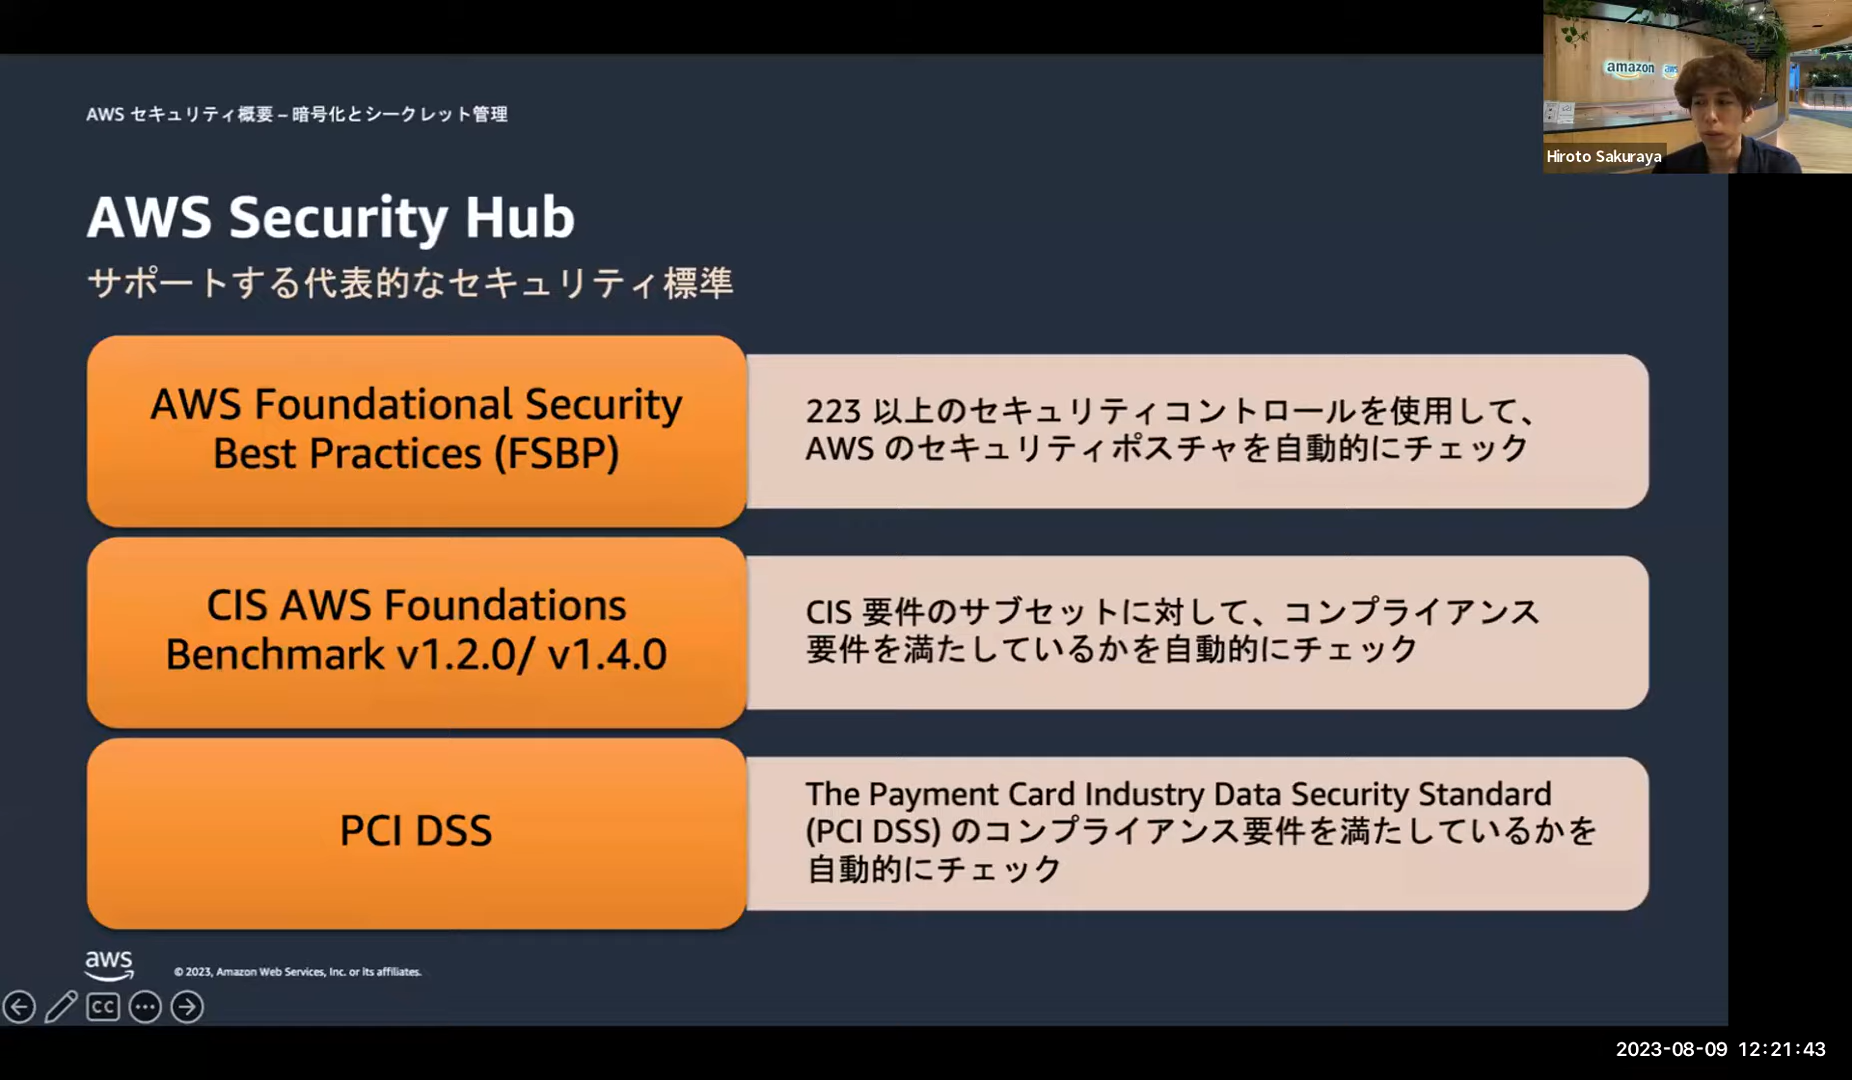 amazon
aws
Hiroto Sakuraya
AWS セキュリティ概要 – 暗号化とシークレット管理
AWS Security Hub
サポートする代表的なセキュリティ標準
AWS Foundational Security
Best Practices (FSBP)
223 以上のセキュリティコントロールを使用して、
AWS のセキュリティポスチャを自動的にチェック
CIS AWS Foundations
Benchmark v1.2.0/ v1.4.0
CIS 要件のサブセットに対して、コンプライアンス
要件を満たしているかを自動的にチェック
PCI DSS
The Payment Card Industry Data Security Standard
(PCI DSS) のコンプライアンス要件を満たしているかを
自動的にチェック
aws
© 2023, Amazon Web Services, Inc. or its affiliates.
CC
2023-08-09 12:21:43